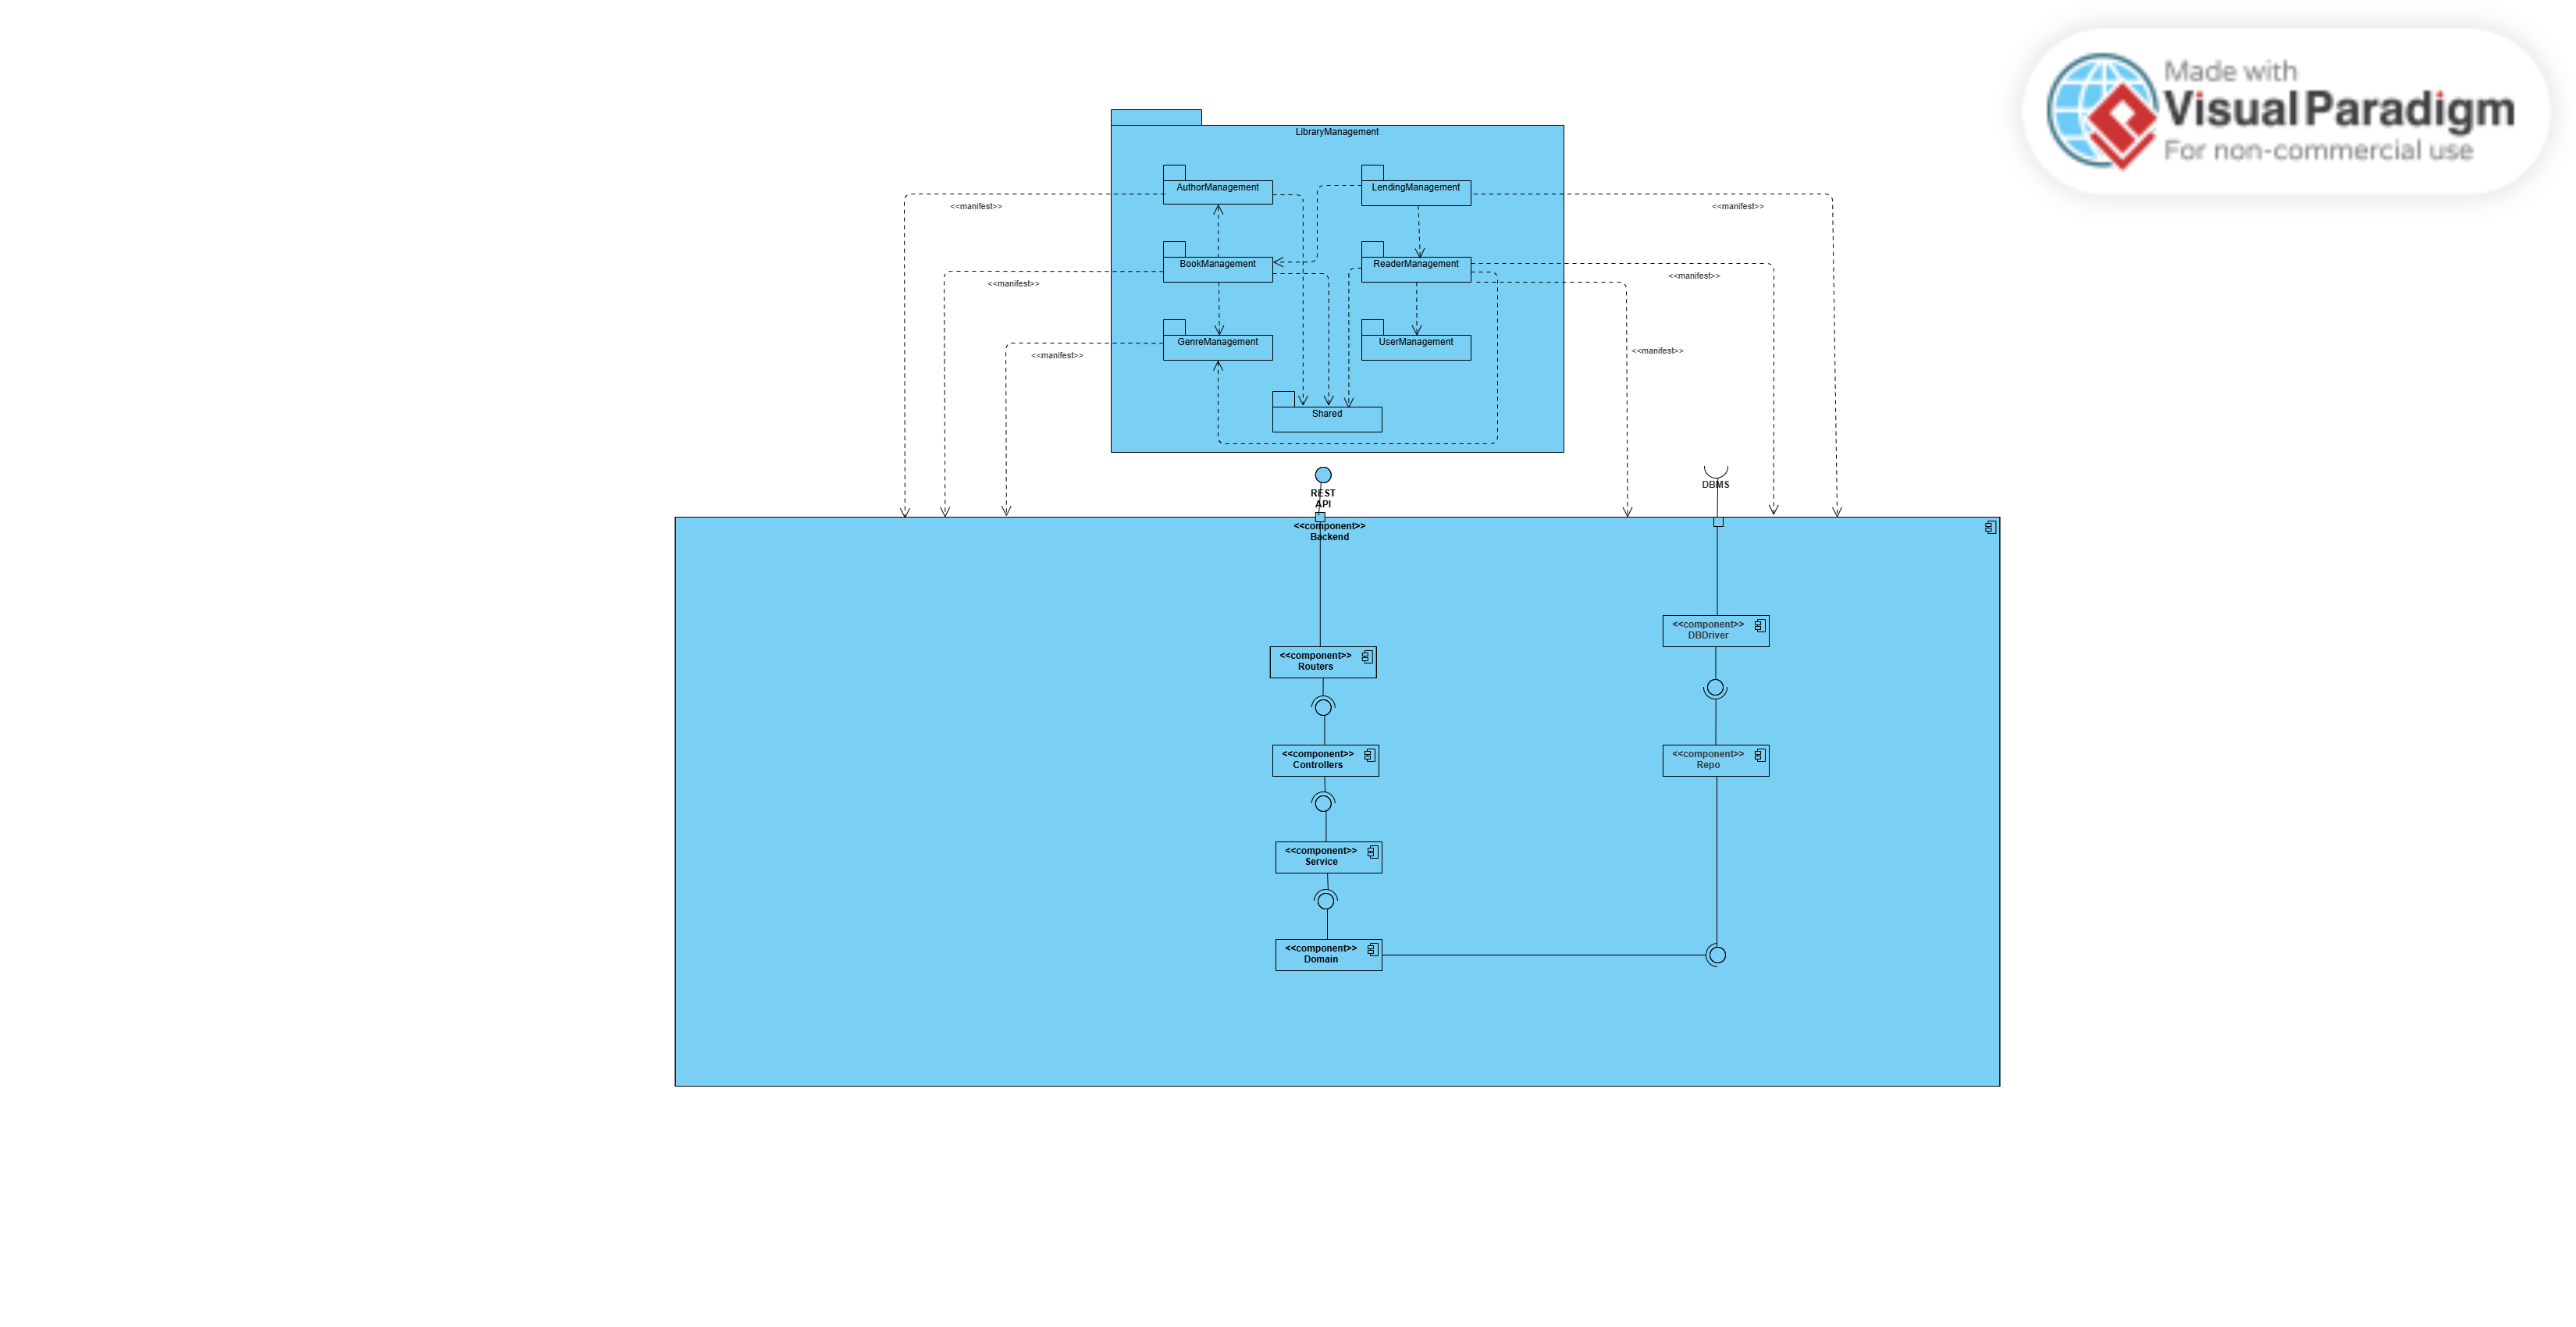 Made with
Visual Paradigm
For non-commercial use
LibraryManagement
AuthorManagement
LendingManagement
<<manifest>>
<<manifest>>
BookManagement
ReaderManagement
<<manifest>>
<<manifest>>
GenreManagement
UserManagement
<<manifest>>
<<manifest>>
Shared
REST
API
DBMS
<<component>>
Backend
<<component>>
DBDriver
<<component>>
Routers
<<component>>
Controllers
<<component>>
Repo
<<component>>
Service
<<component>>
Domain